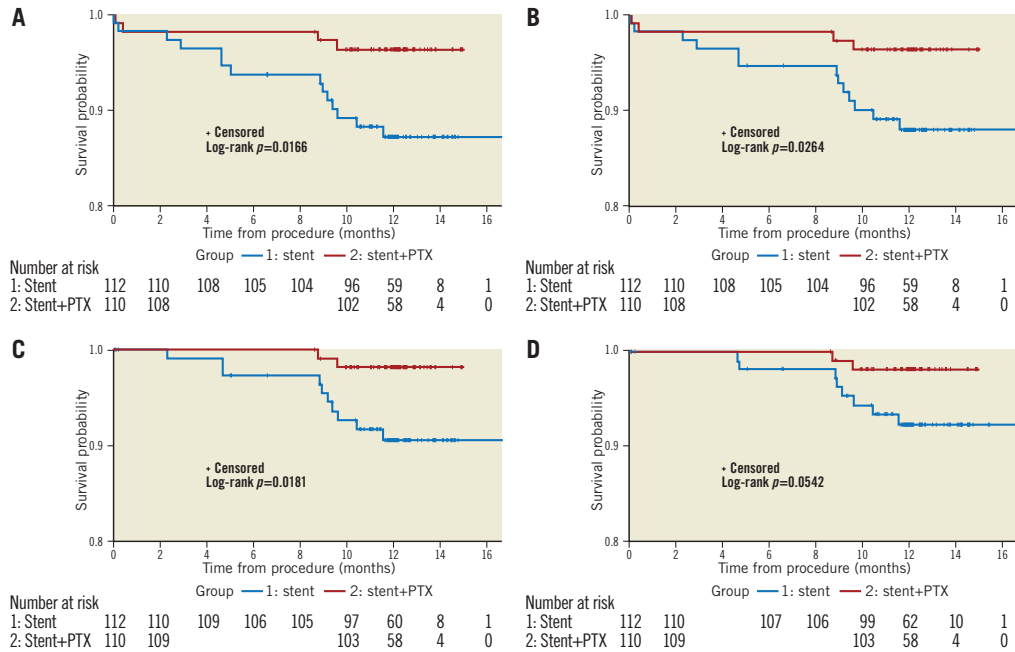 A
1.0
0.9
0.8
Survival probability
+ Censored
Log-rank p=0.0166
0 2 4 6 8 10 12 14 16
Time from procedure (months)
Group 1: stent 2: stent+PTX
Number at risk
1: Stent 112 110 108 105 104 96 59 8 1
2: Stent+PTX 110 108 102 58 4 0
B
1.0
0.9
0.8
Survival probability
+ Censored
Log-rank p=0.0264
0 2 4 6 8 10 12 14 16
Time from procedure (months)
Group 1: stent 2: stent+PTX
Number at risk
1: Stent 112 110 108 105 104 96 59 8 1
2: Stent+PTX 110 108 102 58 4 0
C
1.0
0.9
0.8
Survival probability
+ Censored
Log-rank p=0.0181
0 2 4 6 8 10 12 14 16
Time from procedure (months)
Group 1: stent 2: stent+PTX
Number at risk
1: Stent 112 110 109 106 105 97 60 8 1
2: Stent+PTX 110 109 103 58 4 0
D
1.0
0.9
0.8
Survival probability
+ Censored
Log-rank p=0.0542
0 2 4 6 8 10 12 14 16
Time from procedure (months)
Group 1: stent 2: stent+PTX
Number at risk
1: Stent 112 110 107 106 99 62 10 1
2: Stent+PTX 110 109 103 58 4 0